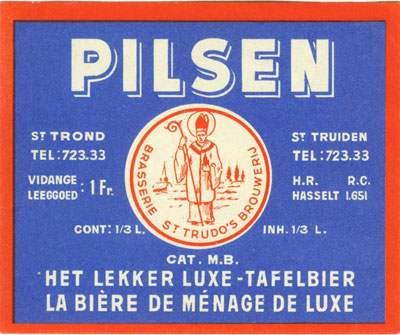 PILSEN
ST TROND
TEL:723.33
VIDANGE
LEEGGOED : 1 Fr.
CONT: 1/3 L.
BRASSERIE ST TRUDO'S BROUWERIJ
ST TRUIDEN
TEL:723.33
H.R. R.C.
HASSELT 1.651
INH. 1/3 L.
CAT. M.B.
HET LEKKER LUXE-TAFELBIER
LA BIÈRE DE MÉNAGE DE LUXE